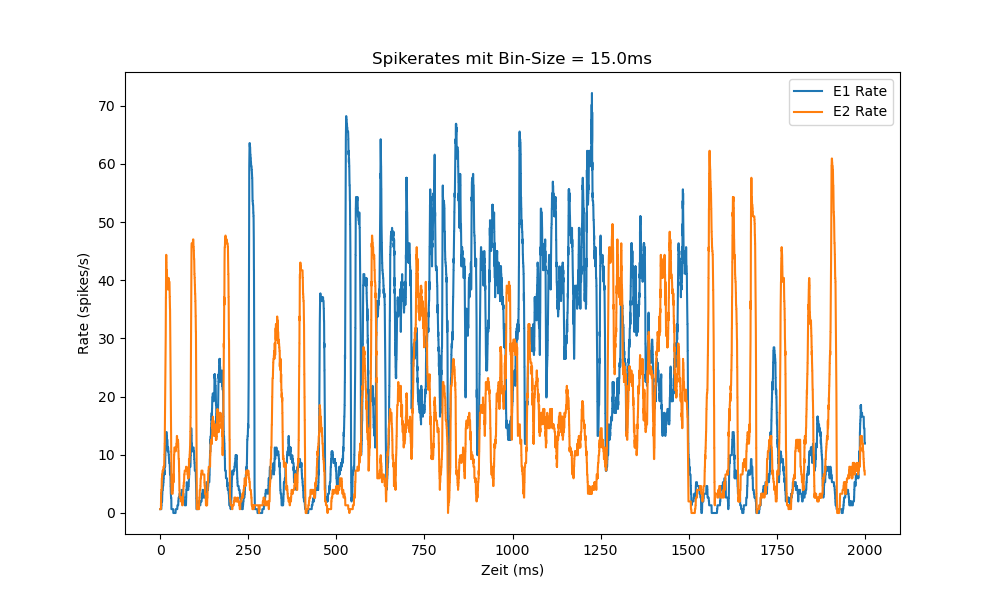 Spikerates mit Bin-Size = 15.0ms
E1 Rate
E2 Rate
70
60
50
40
30
20
10
0
Rate (spikes/s)
0 250 500 750 1000 1250 1500 1750 2000
Zeit (ms)